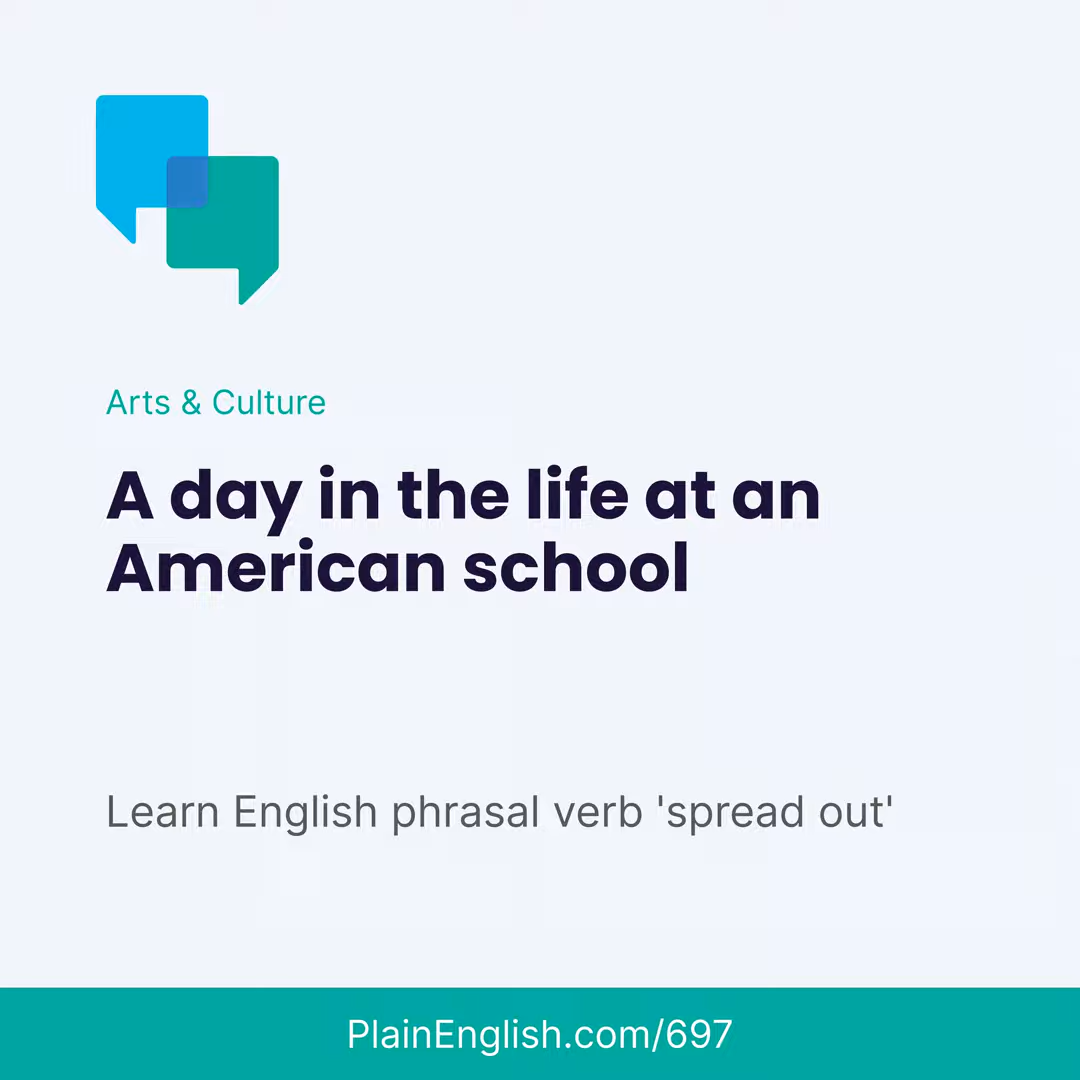 Arts & Culture
A day in the life at an
American school
Learn English phrasal verb 'spread out'
PlainEnglish.com/697